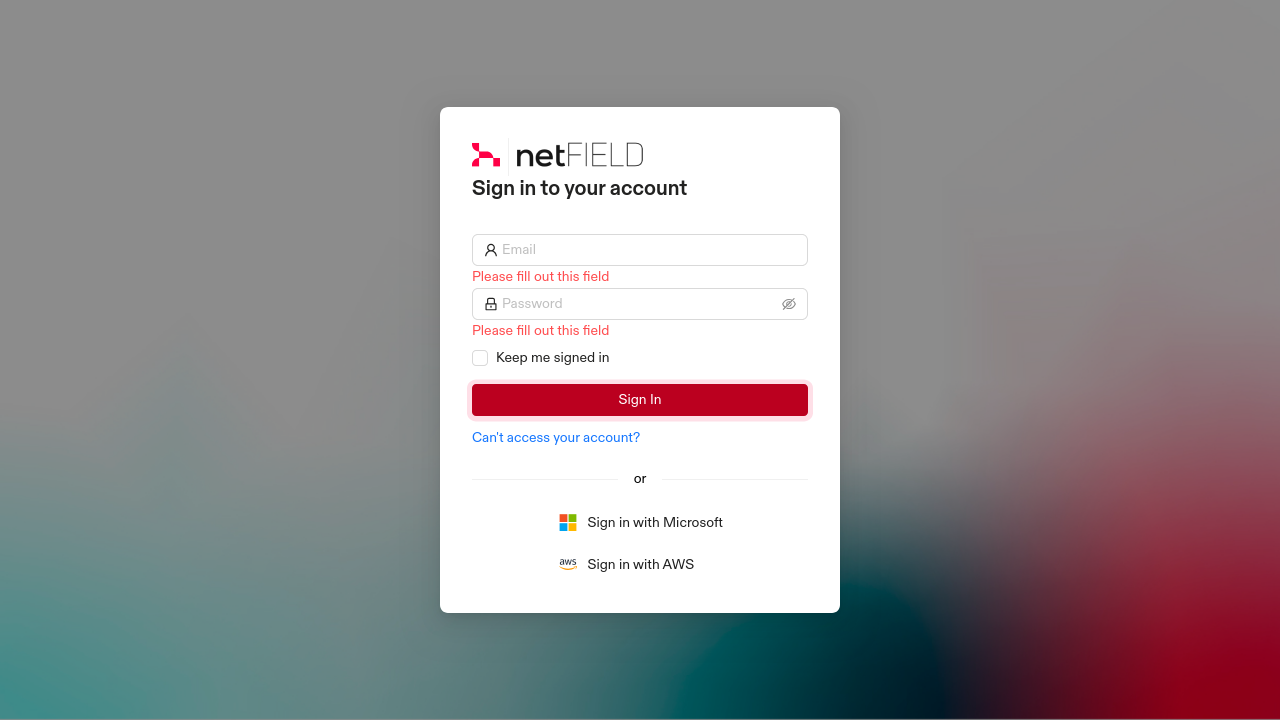 netFIELD
Sign in to your account
Email
Please fill out this field
Password
Please fill out this field
Keep me signed in
Sign In
Can't access your account?
or
Sign in with Microsoft
aws Sign in with AWS